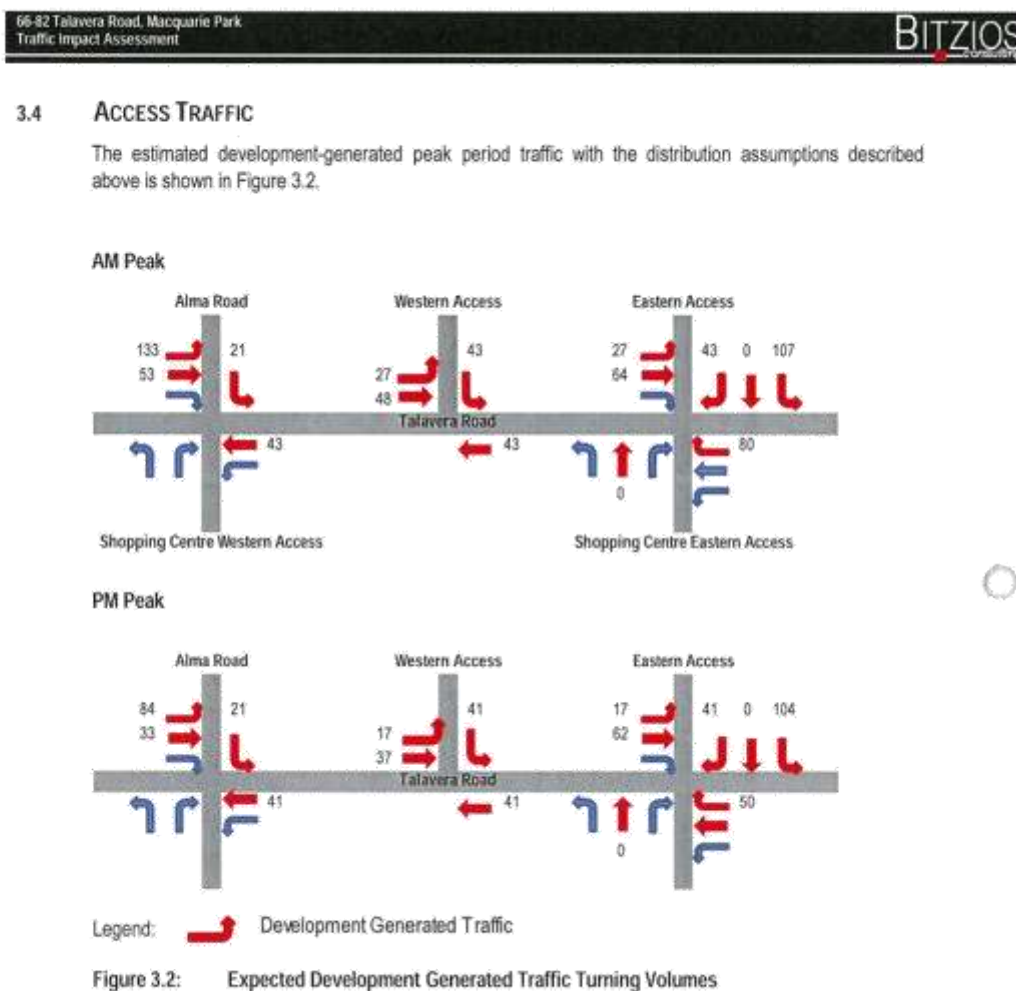 66-82 Talavera Road, Macquarie Park
Traffic Impact Assessment
BITZIOS
consulting
3.4 ACCESS TRAFFIC
The estimated development-generated peak period traffic with the distribution assumptions described
above is shown in Figure 3.2.
AM Peak
Alma Road Western Access Eastern Access
133 21 43 27 43 0 107
53 27 64
48
Talavera Road
43 43 80
0
Shopping Centre Western Access Shopping Centre Eastern Access
PM Peak
Alma Road Western Access Eastern Access
84 21 41 17 41 0 104
33 17 62
37
Talavera Road
41 41 50
0
Legend: Development Generated Traffic
Figure 3.2: Expected Development Generated Traffic Turning Volumes